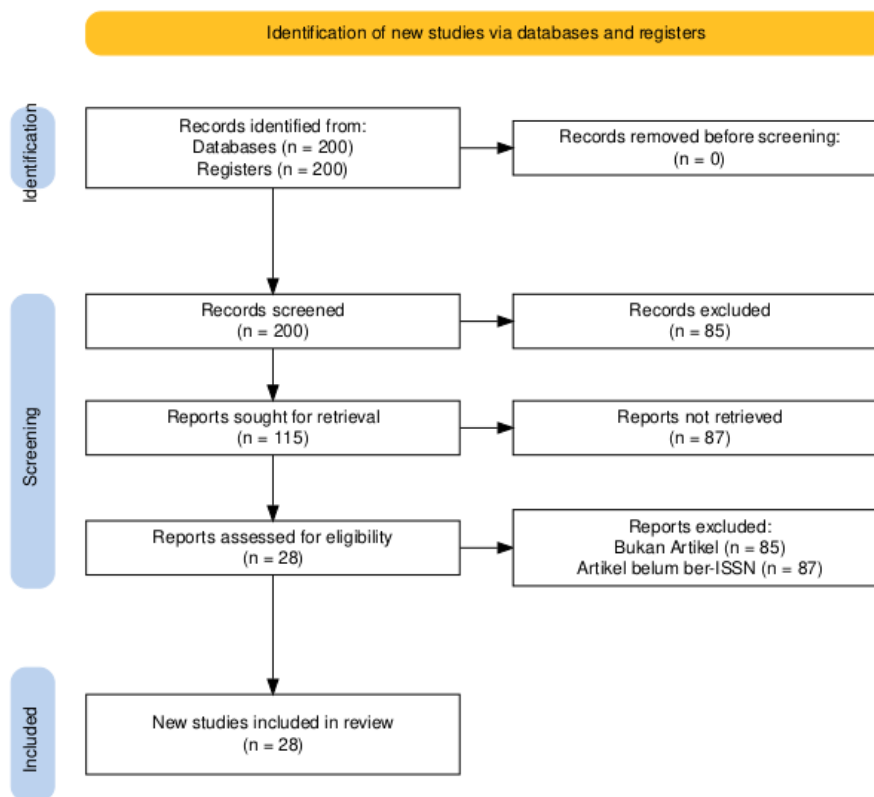 Identification of new studies via databases and registers
Identification
Records identified from:
Databases (n = 200)
Registers (n = 200)
Records removed before screening:
(n = 0)
Screening
Records screened
(n = 200)
Records excluded
(n = 85)
Reports sought for retrieval
(n = 115)
Reports not retrieved
(n = 87)
Reports assessed for eligibility
(n = 28)
Reports excluded:
Bukan Artikel (n = 85)
Artikel belum ber-ISSN (n = 87)
Included
New studies included in review
(n = 28)